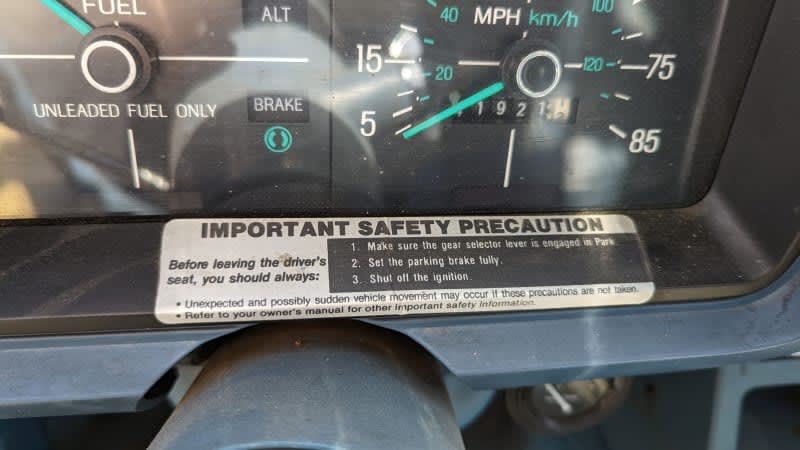 FUEL
ALT
UNLEADED FUEL ONLY
BRAKE
MPH km/h
40
100
15
20
120
75
5
1921
85
IMPORTANT SAFETY PRECAUTION
Before leaving the driver's
seat, you should always:
1. Make sure the gear selector lever is engaged in Park.
2. Set the parking brake fully.
3. Shut off the ignition.
• Unexpected and possibly sudden vehicle movement may occur if these precautions are not taken.
• Refer to your owner's manual for other important safety information.